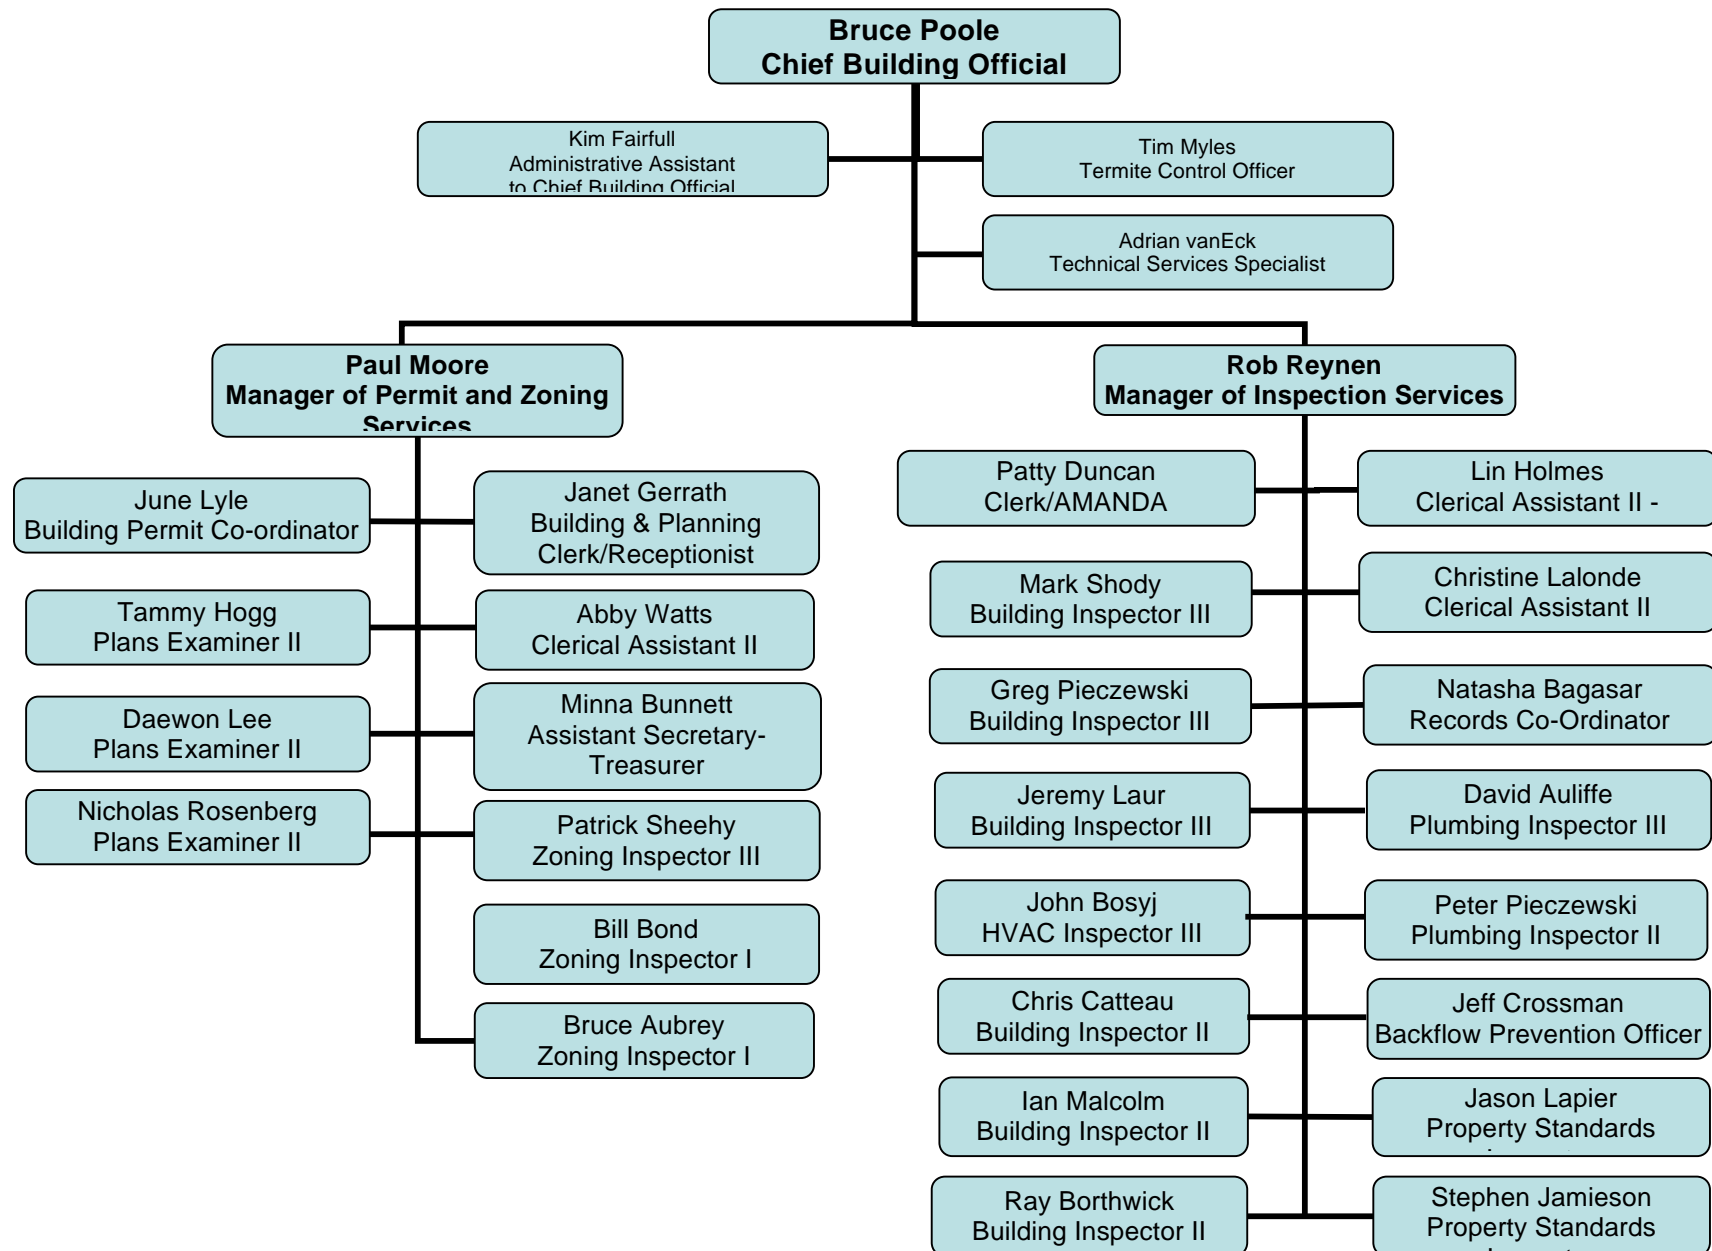 Bruce Poole
Chief Building Official
Kim Fairfull
Administrative Assistant
to Chief Building Official
Tim Myles
Termite Control Officer
Adrian vanEck
Technical Services Specialist
Paul Moore
Manager of Permit and Zoning
Services
Rob Reynen
Manager of Inspection Services
June Lyle
Building Permit Co-ordinator
Janet Gerrath
Building & Planning
Clerk/Receptionist
Tammy Hogg
Plans Examiner II
Abby Watts
Clerical Assistant II
Daewon Lee
Plans Examiner II
Minna Bunnett
Assistant Secretary-
Treasurer
Nicholas Rosenberg
Plans Examiner II
Patrick Sheehy
Zoning Inspector III
Bill Bond
Zoning Inspector I
Bruce Aubrey
Zoning Inspector I
Patty Duncan
Clerk/AMANDA
Lin Holmes
Clerical Assistant II -
Mark Shody
Building Inspector III
Christine Lalonde
Clerical Assistant II
Greg Pieczewski
Building Inspector III
Natasha Bagasar
Records Co-Ordinator
Jeremy Laur
Building Inspector III
David Auliffe
Plumbing Inspector III
John Bosyj
HVAC Inspector III
Peter Pieczewski
Plumbing Inspector II
Chris Catteau
Building Inspector II
Jeff Crossman
Backflow Prevention Officer
Ian Malcolm
Building Inspector II
Jason Lapier
Property Standards
Ray Borthwick
Building Inspector II
Stephen Jamieson
Property Standards